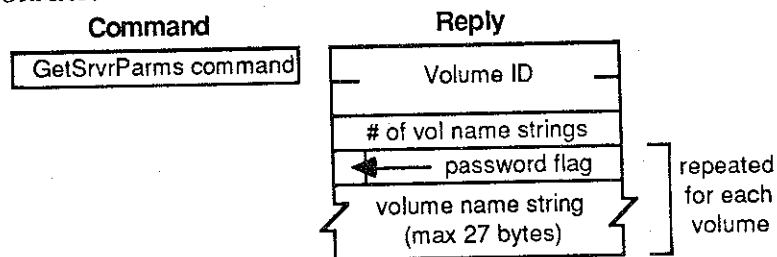 Command
Reply
GetSrvrParms command
Volume ID
# of vol name strings
password flag
volume name string
(max 27 bytes)
repeated
for each
volume